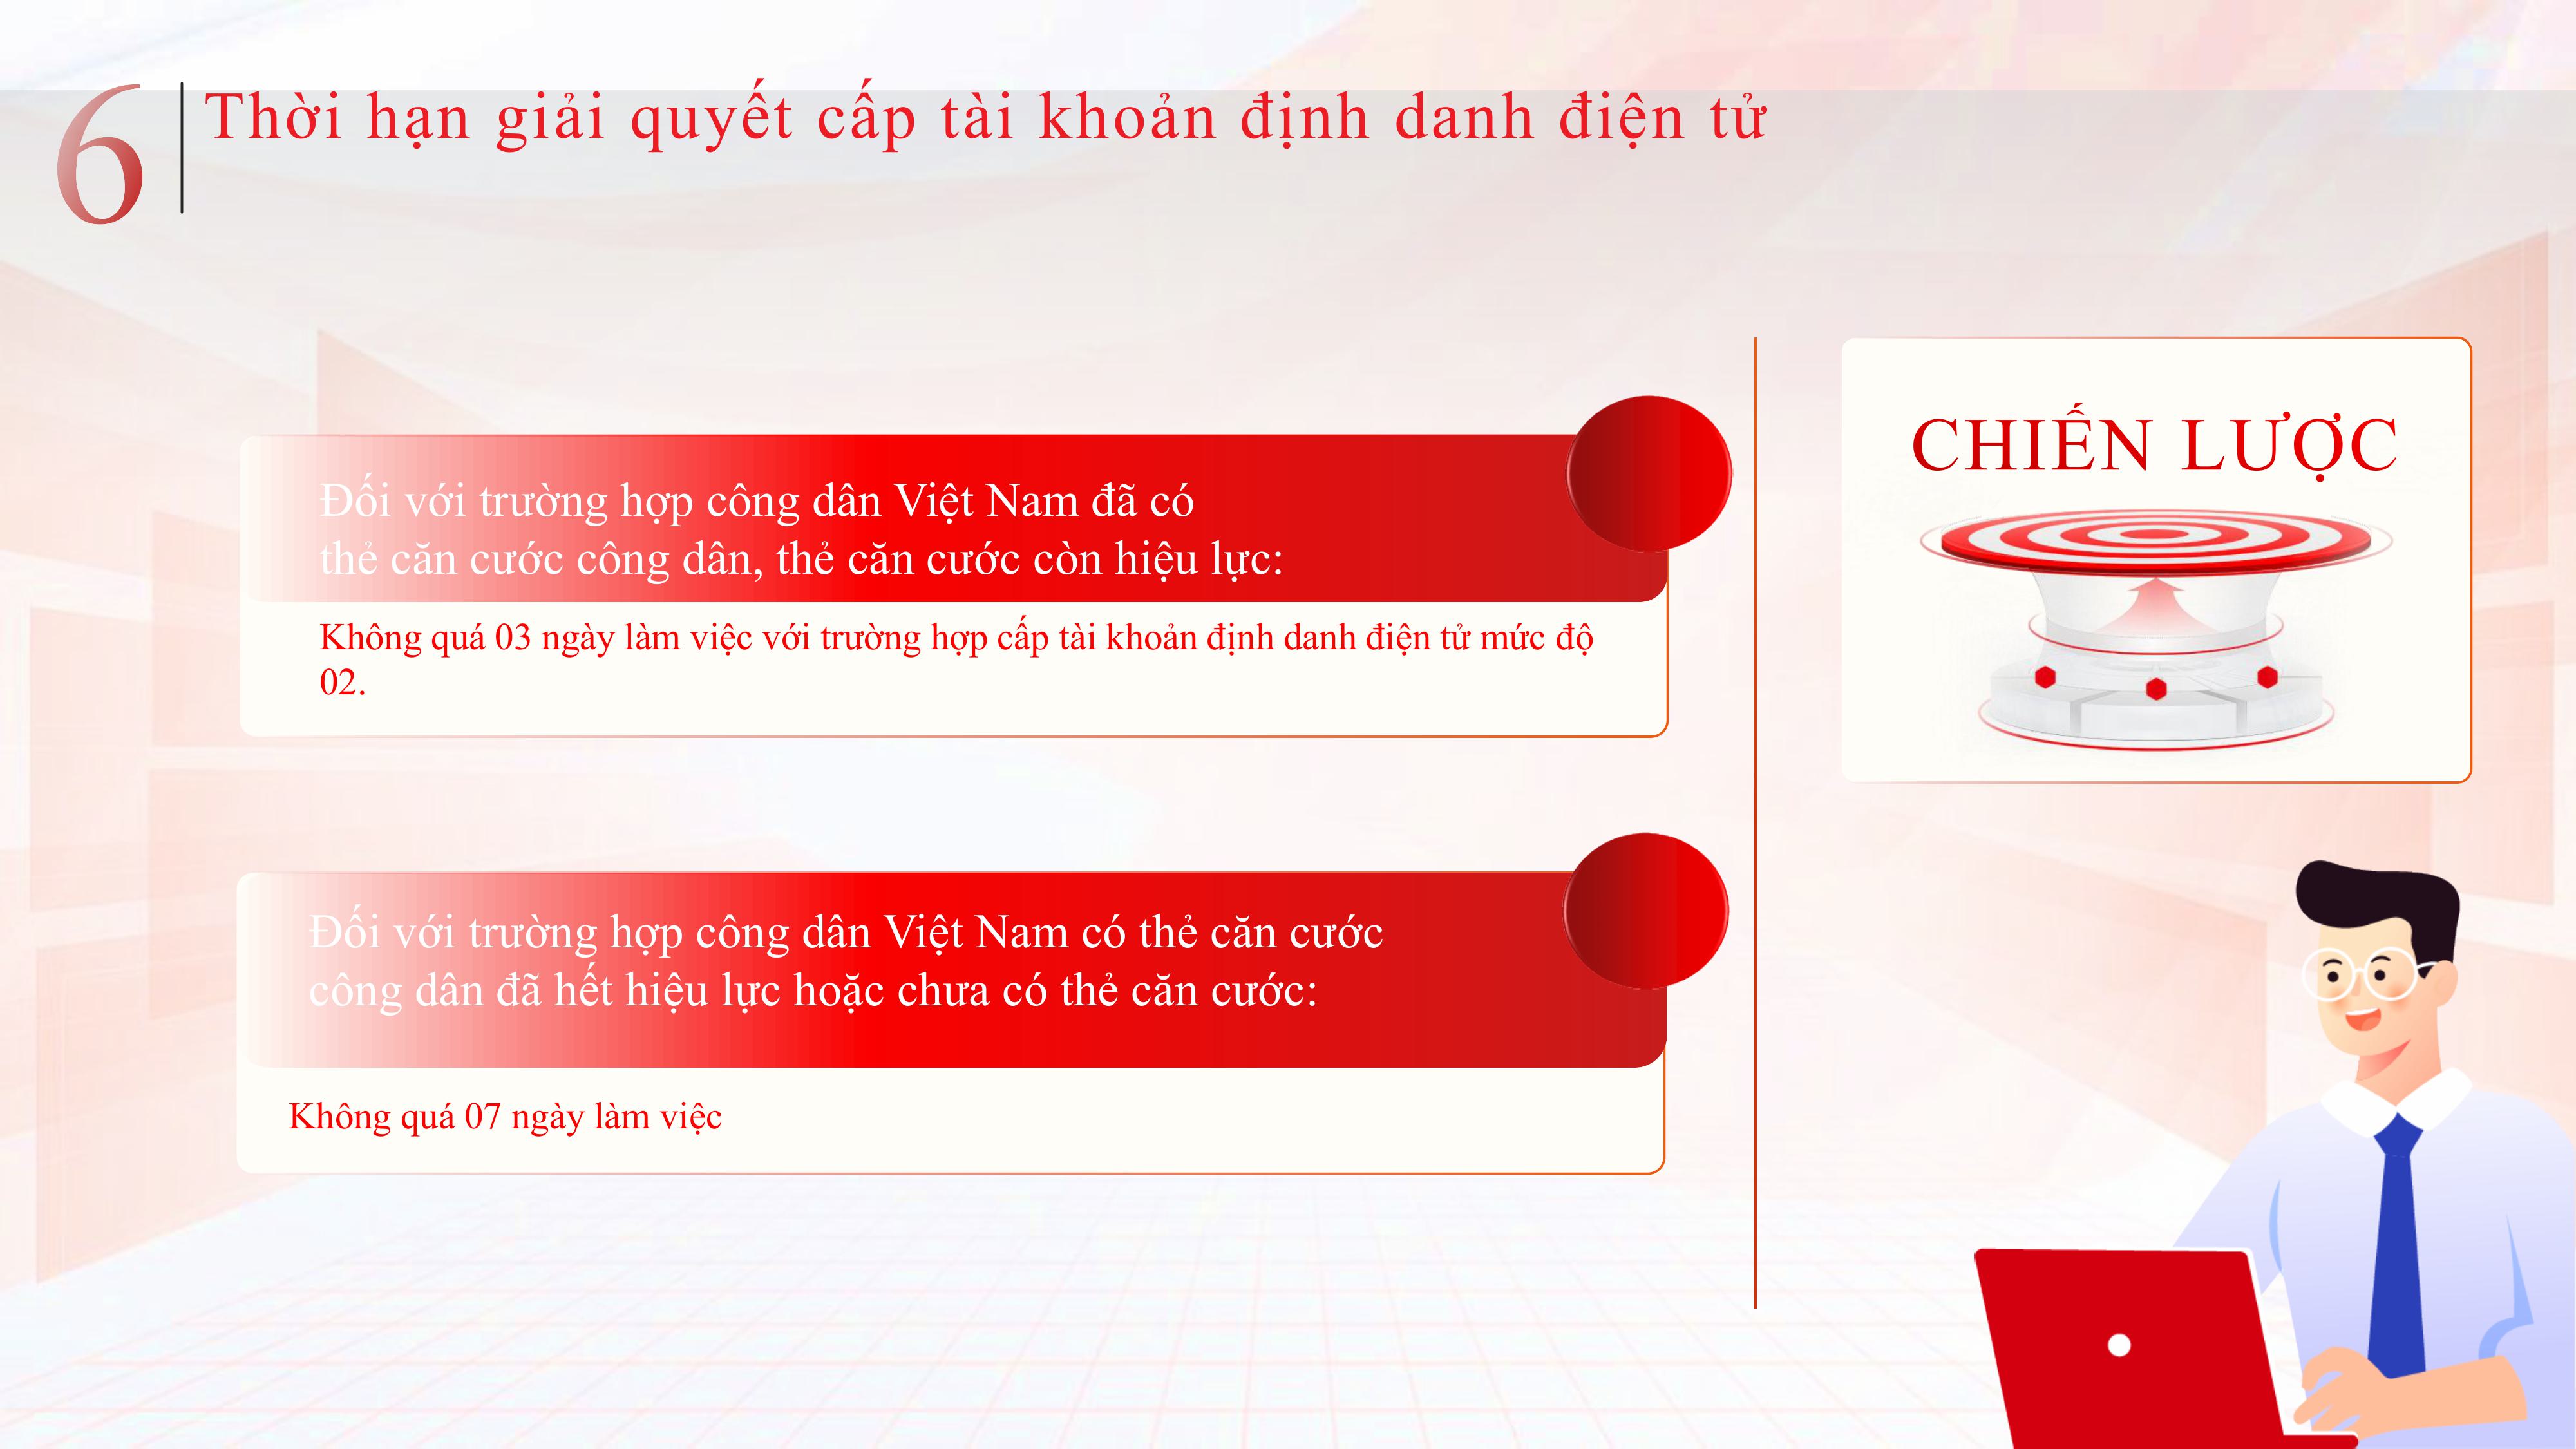 6
Thời hạn giải quyết cấp tài khoản định danh điện tử
Đối với trường hợp công dân Việt Nam đã có
thẻ căn cước công dân, thẻ căn cước còn hiệu lực:
Không quá 03 ngày làm việc với trường hợp cấp tài khoản định danh điện tử mức độ
02.
Đối với trường hợp công dân Việt Nam có thẻ căn cước
công dân đã hết hiệu lực hoặc chưa có thẻ căn cước:
Không quá 07 ngày làm việc
CHIẾN LƯỢC